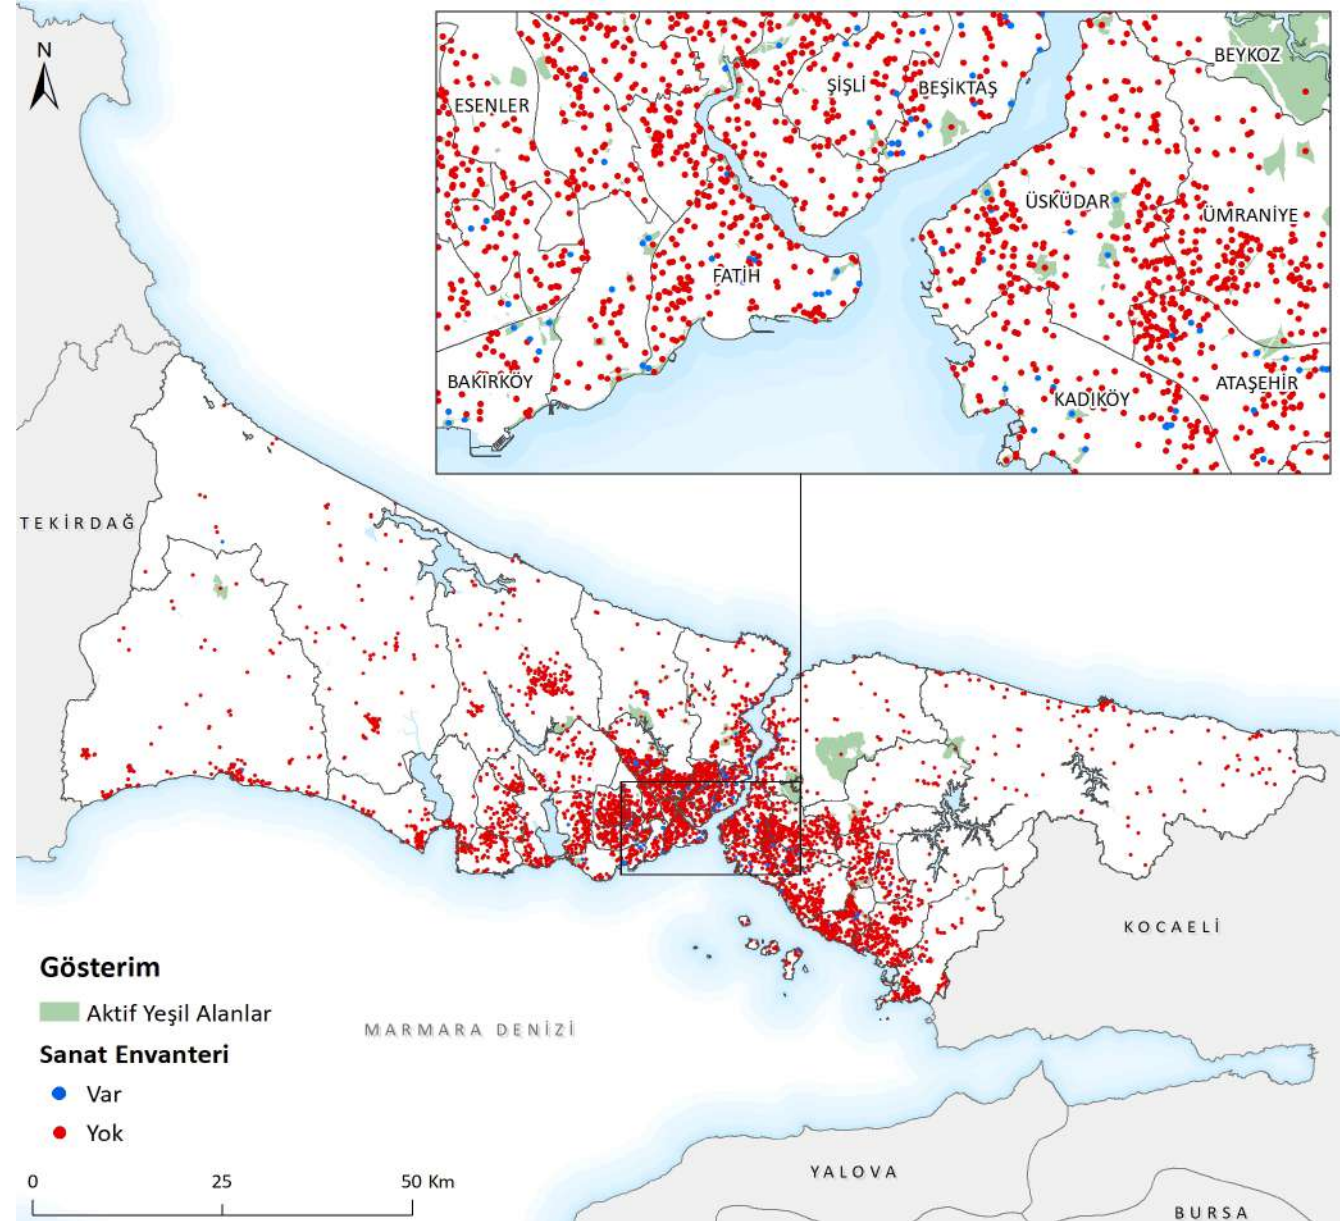 N
BEYKOZ
ŞİŞLİ
BEŞİKTAŞ
ESENLER
ÜSKÜDAR
ÜMRANİYE
FATİH
BAKIRKÖY
KADIKÖY
ATAŞEHİR
TEKİRDAĞ
KOCAELİ
Gösterim
Aktif Yeşil Alanlar
MARMARA DENİZİ
Sanat Envanteri
Var
Yok
YALOVA
0 25 50 Km
BURSA